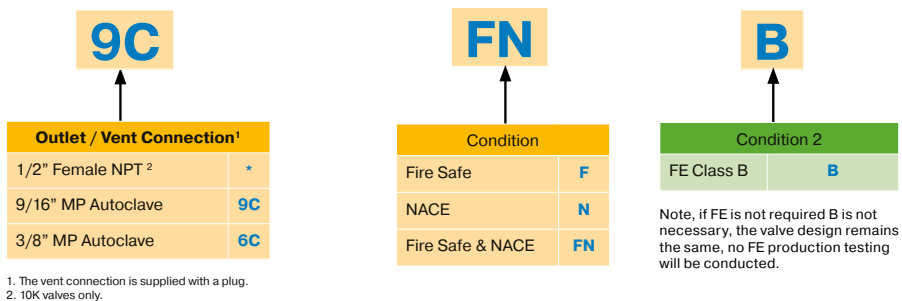 9C
FN
B
Outlet / Vent Connection¹
1/2” Female NPT ² *
9/16” MP Autoclave 9C
3/8” MP Autoclave 6C
1. The vent connection is supplied with a plug.
2. 10K valves only.
Condition
Fire Safe F
NACE N
Fire Safe & NACE FN
Condition 2
FE Class B B
Note, if FE is not required B is not
necessary, the valve design remains
the same, no FE production testing
will be conducted.